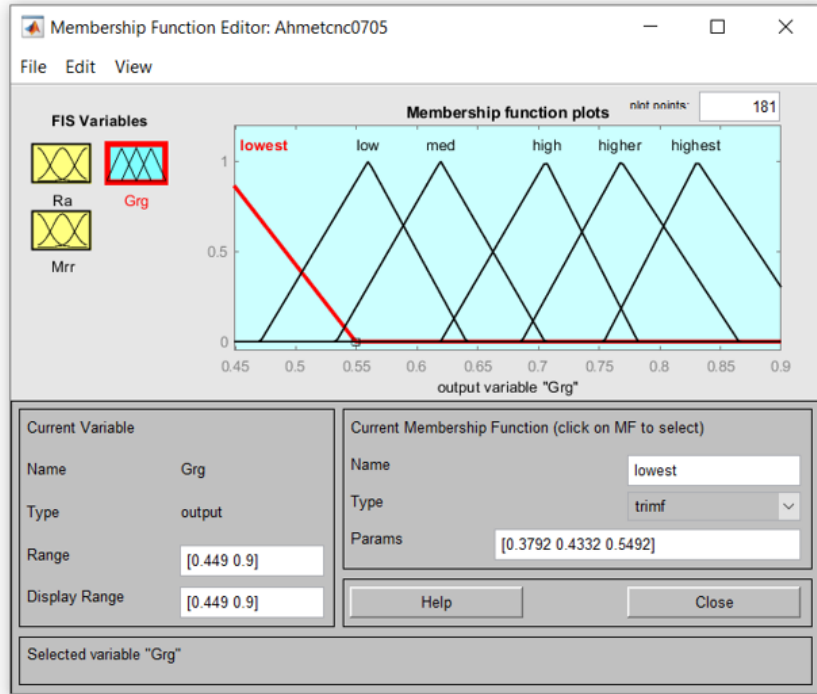 Membership Function Editor: Ahmetcnc0705
File Edit View
FIS Variables
Ra
Grg
Mrr
Membership function plots
plot points:
181
lowest low med high higher highest
1
0.5
0
0.45 0.5 0.55 0.6 0.65 0.7 0.75 0.8 0.85 0.9
output variable "Grg"
Current Variable
Name Grg
Type output
Range [0.449 0.9]
Display Range [0.449 0.9]
Current Membership Function (click on MF to select)
Name lowest
Type trimf
Params [0.3792 0.4332 0.5492]
Help Close
Selected variable "Grg"